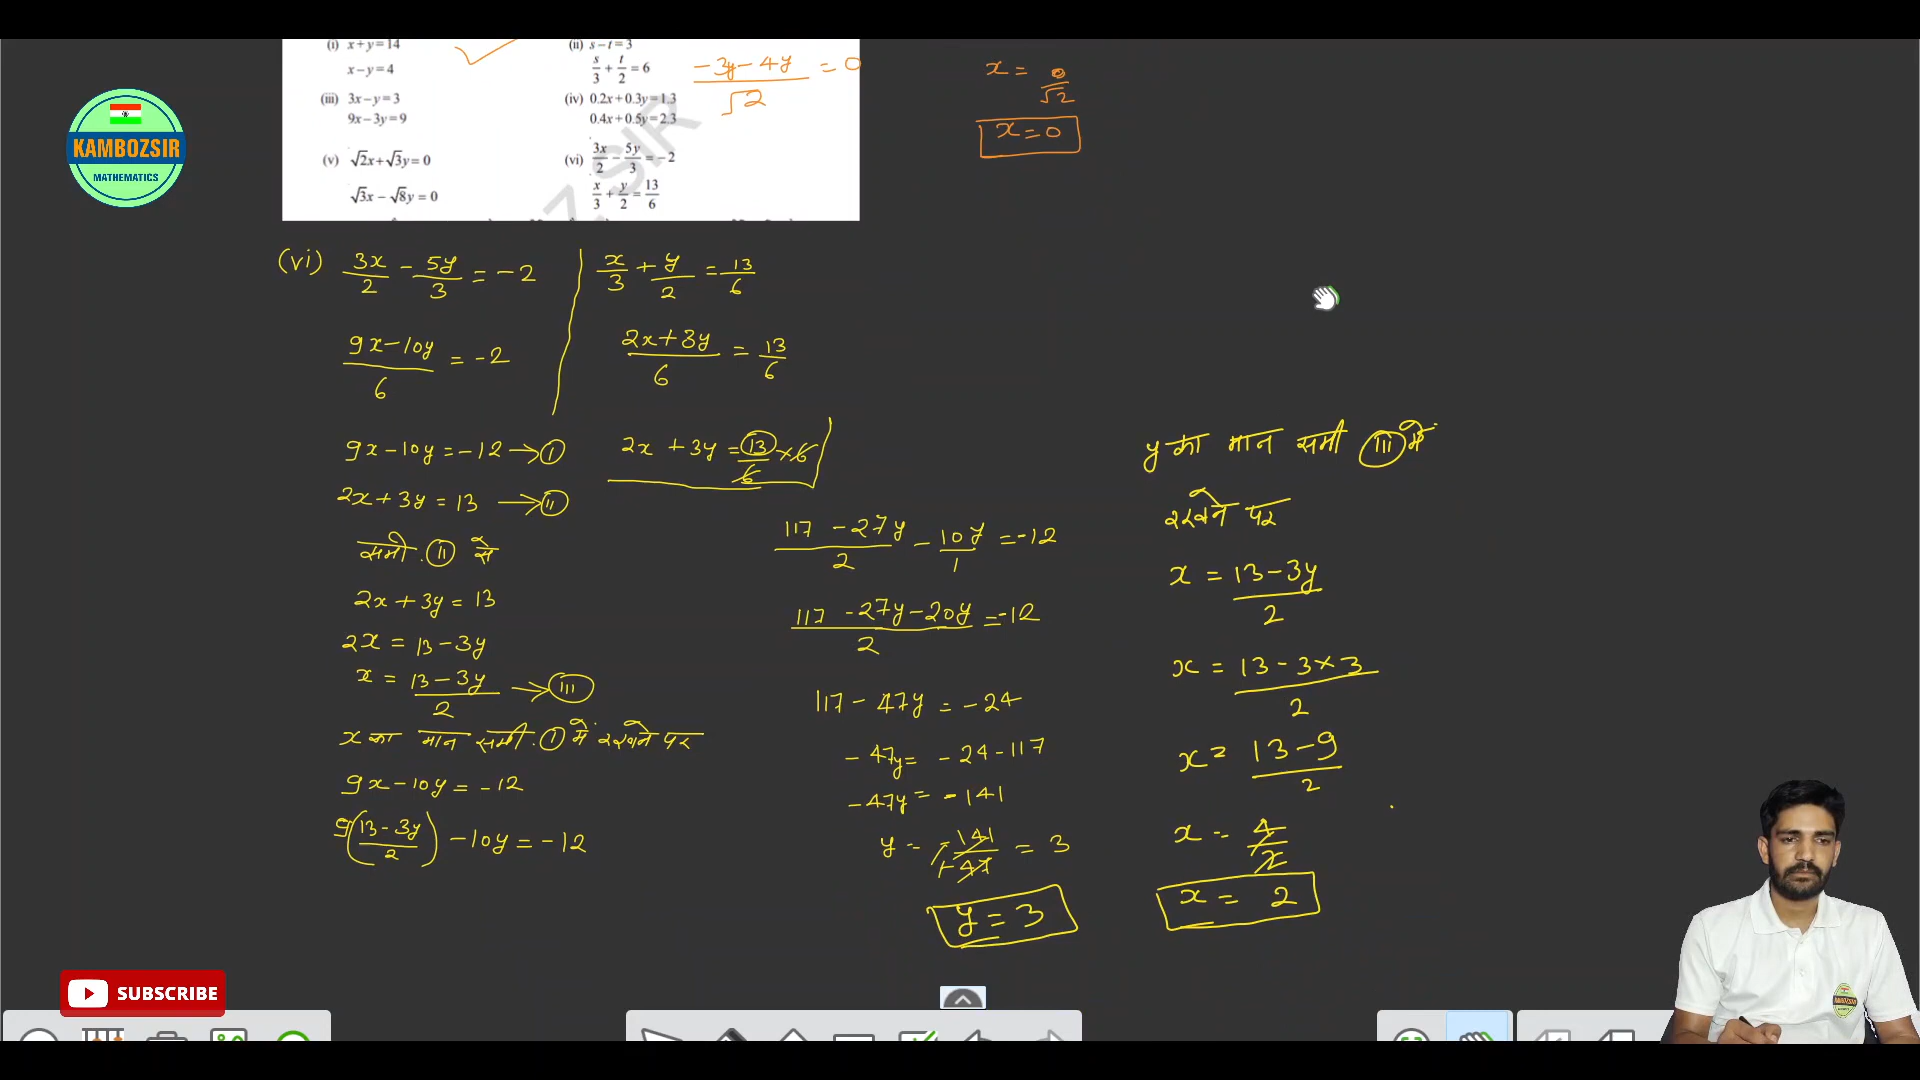 (i) x+y=14
x−y=4
(ii) s−t=3
s/3 + t/2 = 6
(iii) 3x−y=3
9x−3y=9
(iv) 0.2x+0.3y=1.3
0.4x+0.5y=2.3
(v) √2x+√3y=0
√3x−√8y=0
(vi) 3x/2 − 5y/3 = −2
x/3 + y/2 = 13/6
Z SIR
(−3y−4y)/√2 = 0
x = 0/√2
x=0
KAMBOZSIR
MATHEMATICS
(vi) 3x/2 − 5y/3 = −2
(9x−10y)/6 = −2
9x−10y=−12 → (I)
2x+3y=13 → (II)
समी. (II) से
2x+3y=13
2x = 13−3y
x = (13−3y)/2 → (III)
x का मान समी. (I) में रखने पर
9x−10y=−12
9((13−3y)/2) −10y=−12
x/3 + y/2 = 13/6
(2x+3y)/6 = 13/6
2x+3y = 13/6 × 6
(117−27y)/2 − 10y/1 = −12
(117−27y−20y)/2 = −12
117−47y = −24
−47y = −24−117
−47y = −141
y = −141/−47 = 3
y = 3
y का मान समी (III) में
रखने पर
x = (13−3y)/2
x = (13−3×3)/2
x = (13−9)/2
x = 4/2
x = 2
SUBSCRIBE
KAMBOZSIR